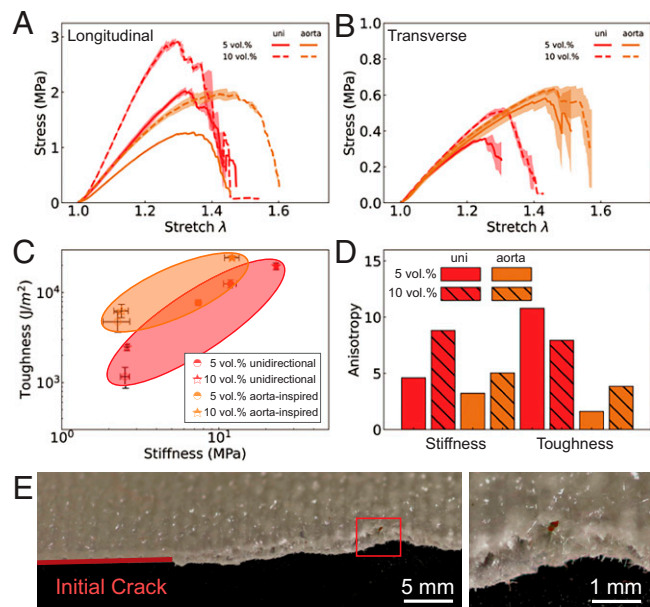 A
Longitudinal
uni aorta
5 vol.%
10 vol.%
Stress (MPa)
3
2
1
0
1.0 1.2 1.4 1.6
Stretch λ
B
Transverse
uni aorta
5 vol.%
10 vol.%
Stress (MPa)
1.0
0.8
0.6
0.4
0.2
0.0
1.0 1.2 1.4 1.6
Stretch λ
C
Toughness (J/m²)
10⁴
10³
10⁰ 10¹
Stiffness (MPa)
5 vol.% unidirectional
10 vol.% unidirectional
5 vol.% aorta-inspired
10 vol.% aorta-inspired
D
uni aorta
5 vol.%
10 vol.%
Anisotropy
15
10
5
0
Stiffness Toughness
E
Initial Crack
5 mm
1 mm